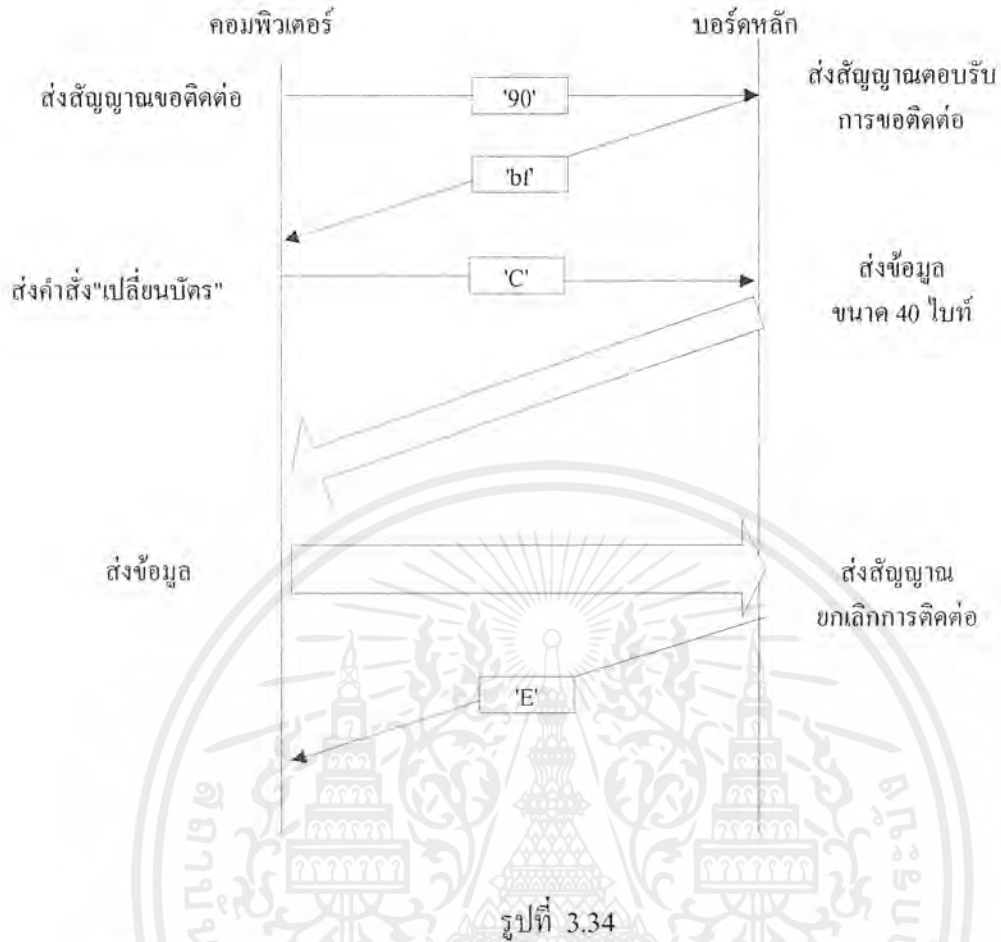 คอมพิวเตอร์
บอร์ดหลัก
ส่งสัญญาณขอติดต่อ
'90'
ส่งสัญญาณตอบรับ
การขอติดต่อ
'bf'
ส่งคำสั่ง"เปลี่ยนบัตร"
'C'
ส่งข้อมูล
ขนาด 40 ไบท์
ส่งข้อมูล
ส่งสัญญาณ
ยกเลิกการติดต่อ
'E'
รูปที่ 3.34